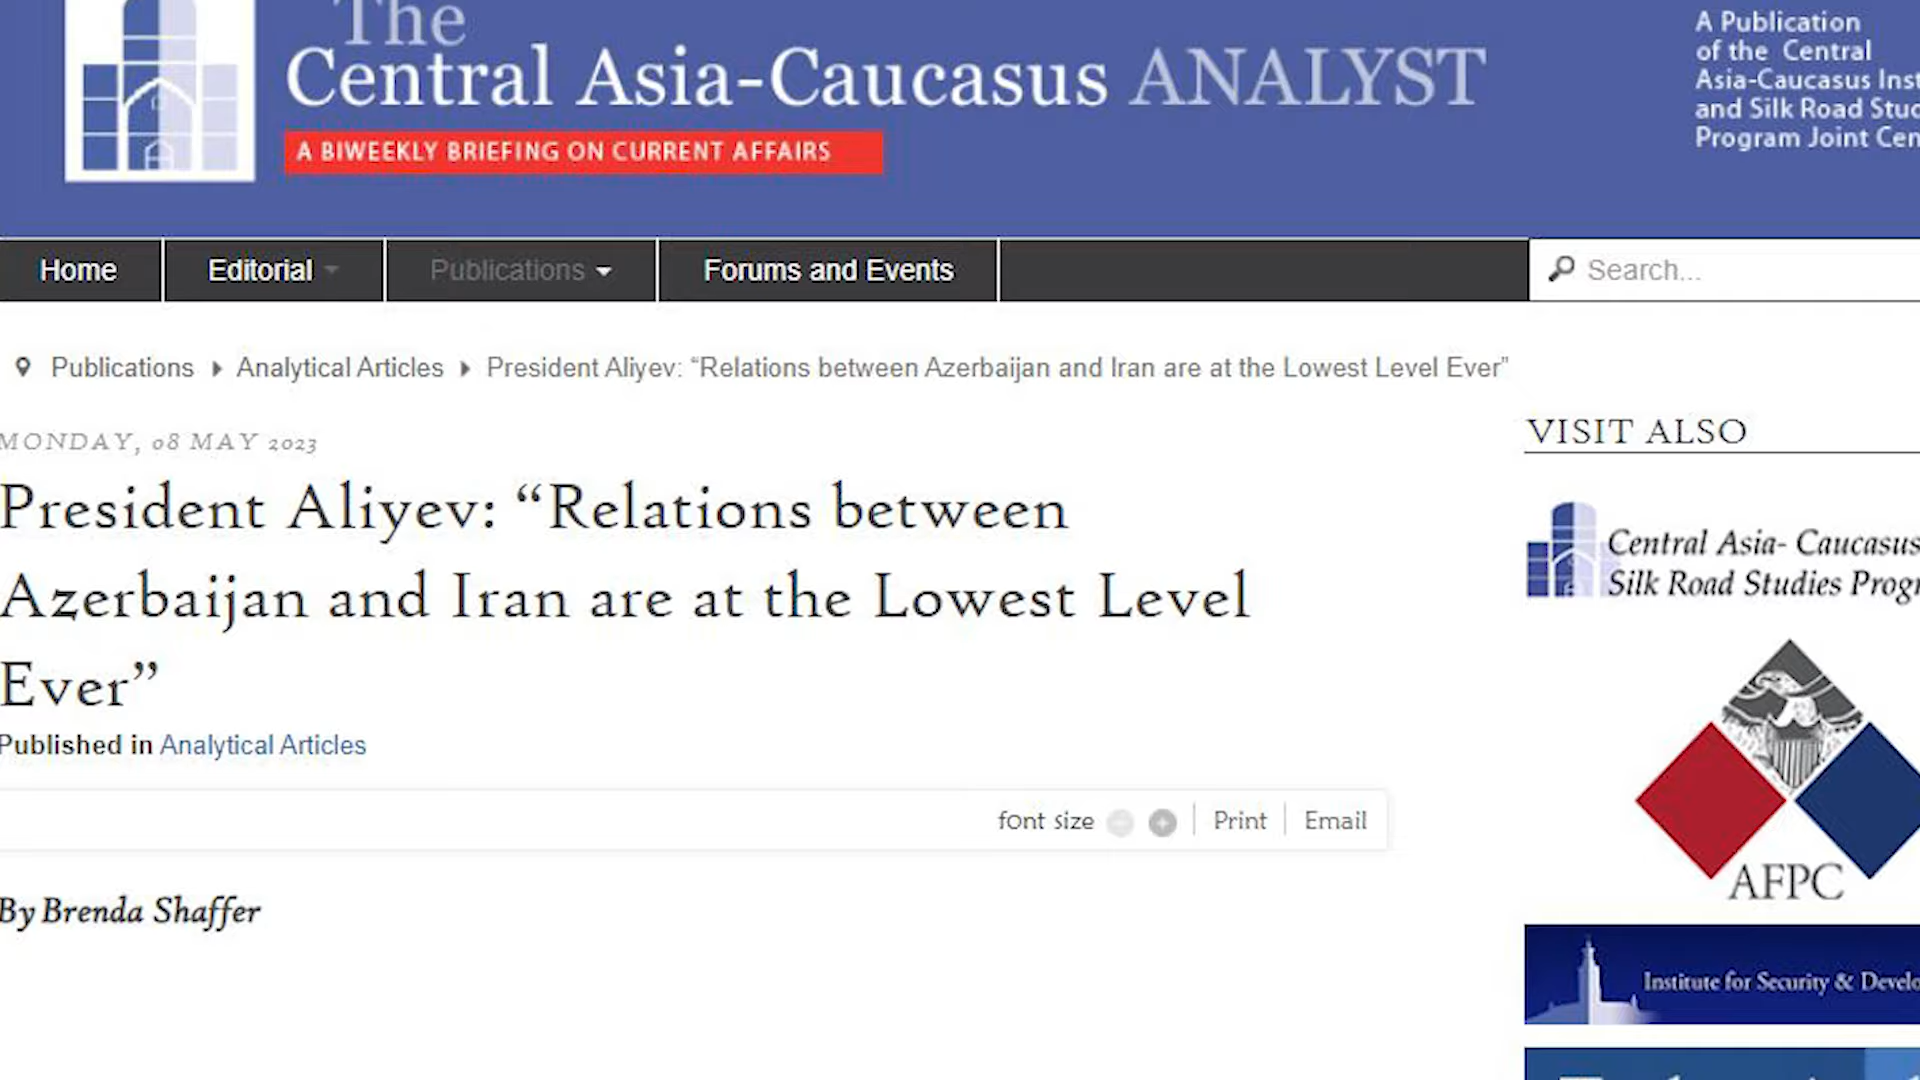 The
Central Asia-Caucasus ANALYST
A BIWEEKLY BRIEFING ON CURRENT AFFAIRS
A Publication
of the Central
Asia-Caucasus Inst
and Silk Road Stud
Program Joint Cen
Home
Editorial
Publications
Forums and Events
Search...
Publications
Analytical Articles
President Aliyev: “Relations between Azerbaijan and Iran are at the Lowest Level Ever”
MONDAY, 08 MAY 2023
President Aliyev: “Relations between
Azerbaijan and Iran are at the Lowest Level
Ever”
Published in Analytical Articles
font size
Print
Email
By Brenda Shaffer
VISIT ALSO
Central Asia- Caucasus
Silk Road Studies Progr
AFPC
Institute for Security & Develo